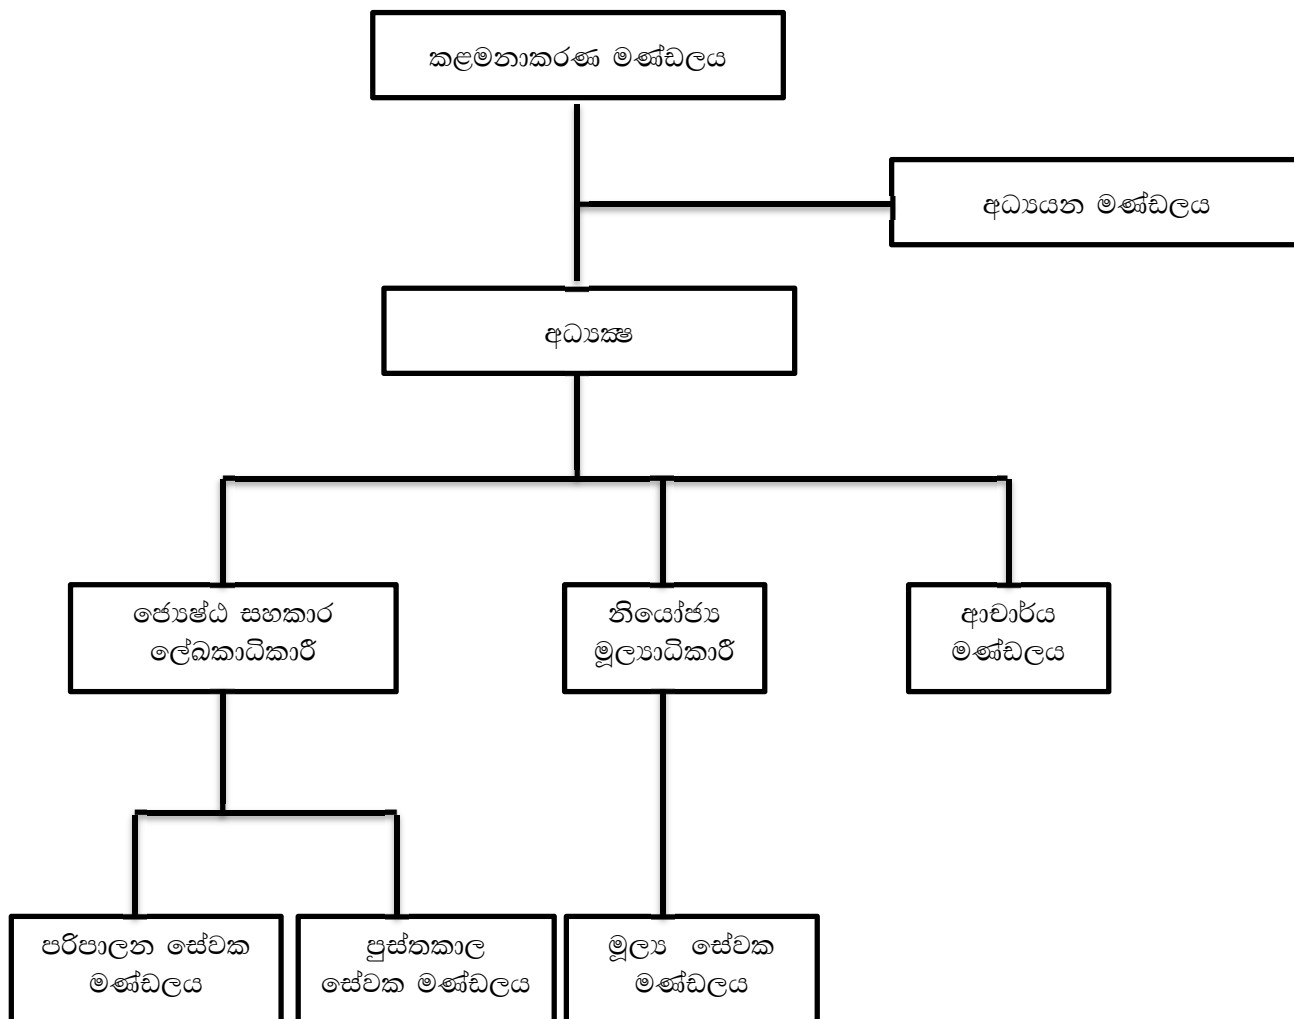 කළමනාකරණ මණ්ඩලය
අධ්‍යයන මණ්ඩලය
අධ්‍යක්‍ෂ
ජ්‍යෙෂ්ඨ සහකාර
ලේඛකාධිකාරී
නියෝජ්‍ය
මූල්‍යාධිකාරී
ආචාර්ය
මණ්ඩලය
පරිපාලන සේවක
මණ්ඩලය
පුස්තකාල
සේවක මණ්ඩලය
මූල්‍ය සේවක
මණ්ඩලය